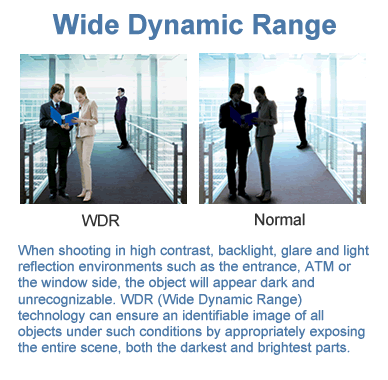 Wide Dynamic Range
WDR
Normal
When shooting in high contrast, backlight, glare and light
reflection environments such as the entrance, ATM or
the window side, the object will appear dark and
unrecognizable. WDR (Wide Dynamic Range)
technology can ensure an identifiable image of all
objects under such conditions by appropriately exposing
the entire scene, both the darkest and brightest parts.